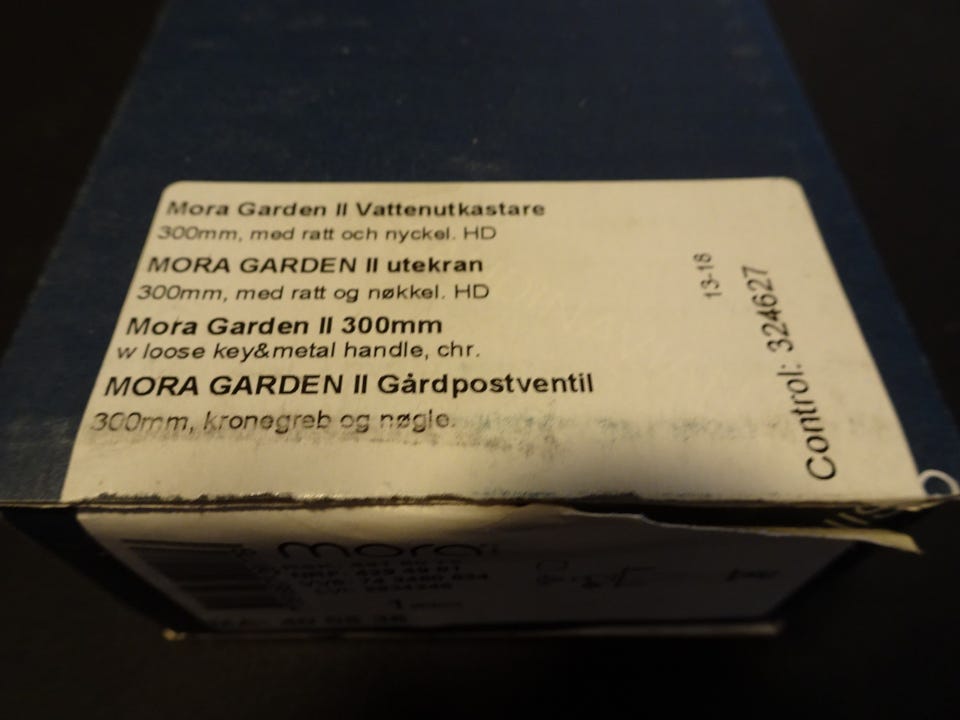 Mora Garden II Vattenutkastare
300mm, med ratt och nyckel. HD
MORA GARDEN II utekran
300mm, med ratt og nøkkel. HD
Mora Garden II 300mm
w loose key&metal handle, chr.
MORA GARDEN II Gårdpostventil
300mm, kronegreb og nøgle.
13-18
Control: 324627
mora